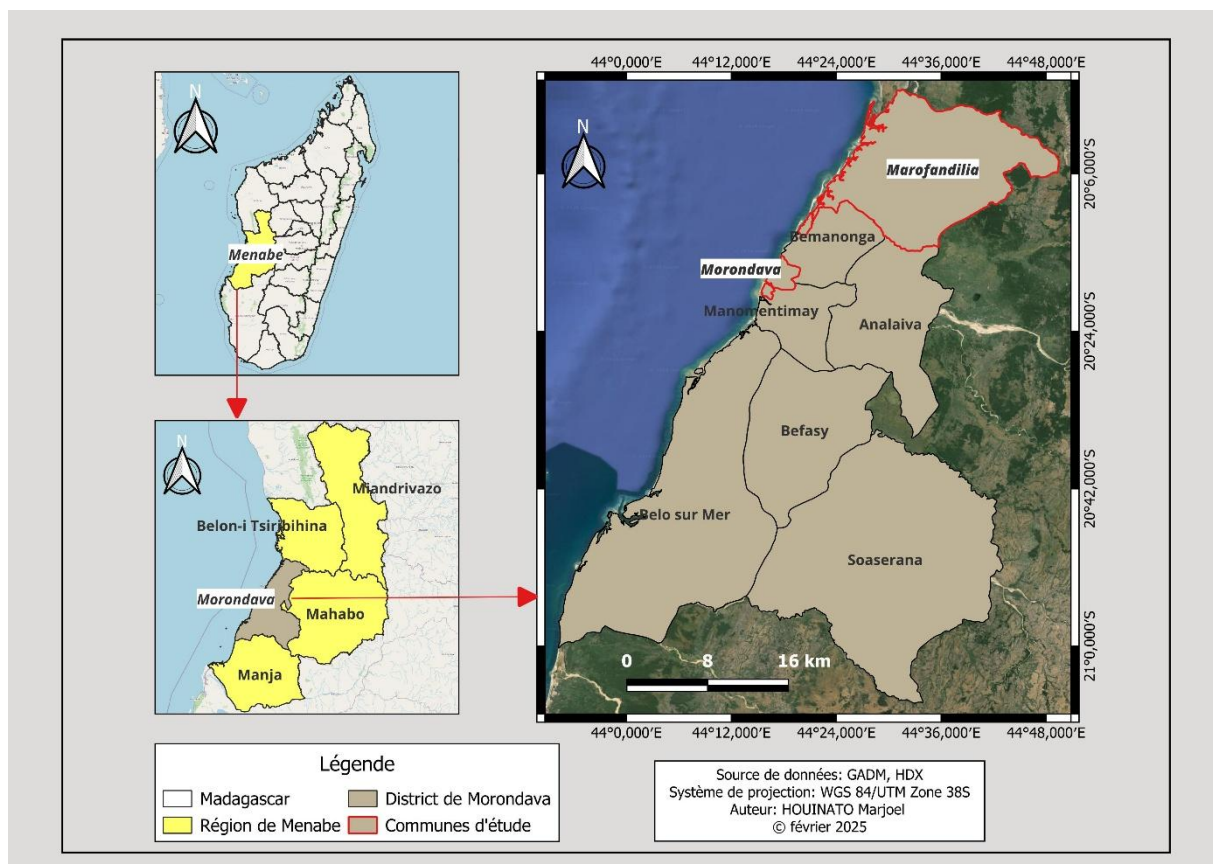 N
Menabe
N
Miandrivazo
Belon-i Tsiribihina
Morondava
Mahabo
Manja
44°0,000'E 44°12,000'E 44°24,000'E 44°36,000'E 44°48,000'E
N
Marofandilia
Bemanonga
Morondava
Manomentimay
Analaiva
Befasy
Belo sur Mer
Soaserana
0 8 16 km
20°6,000'S
20°24,000'S
20°42,000'S
21°0,000'S
44°0,000'E 44°12,000'E 44°24,000'E 44°36,000'E 44°48,000'E
Légende
Madagascar
District de Morondava
Région de Menabe
Communes d'étude
Source de données: GADM, HDX
Système de projection: WGS 84/UTM Zone 38S
Auteur: HOUINATO Marjoel
© février 2025